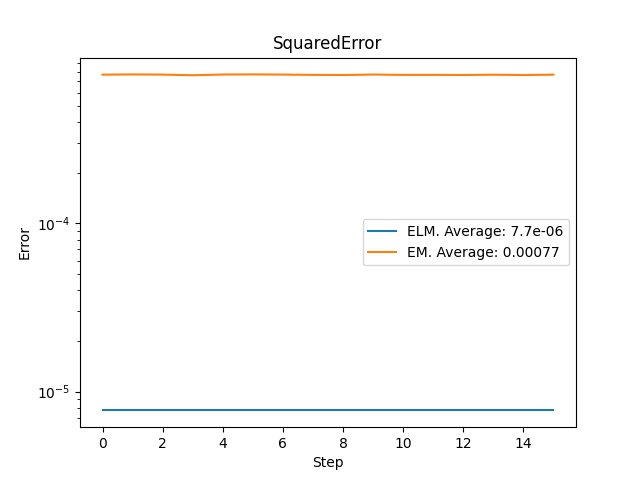 SquaredError
Error
10⁻⁴
10⁻⁵
ELM. Average: 7.7e-06
EM. Average: 0.00077
0 2 4 6 8 10 12 14
Step